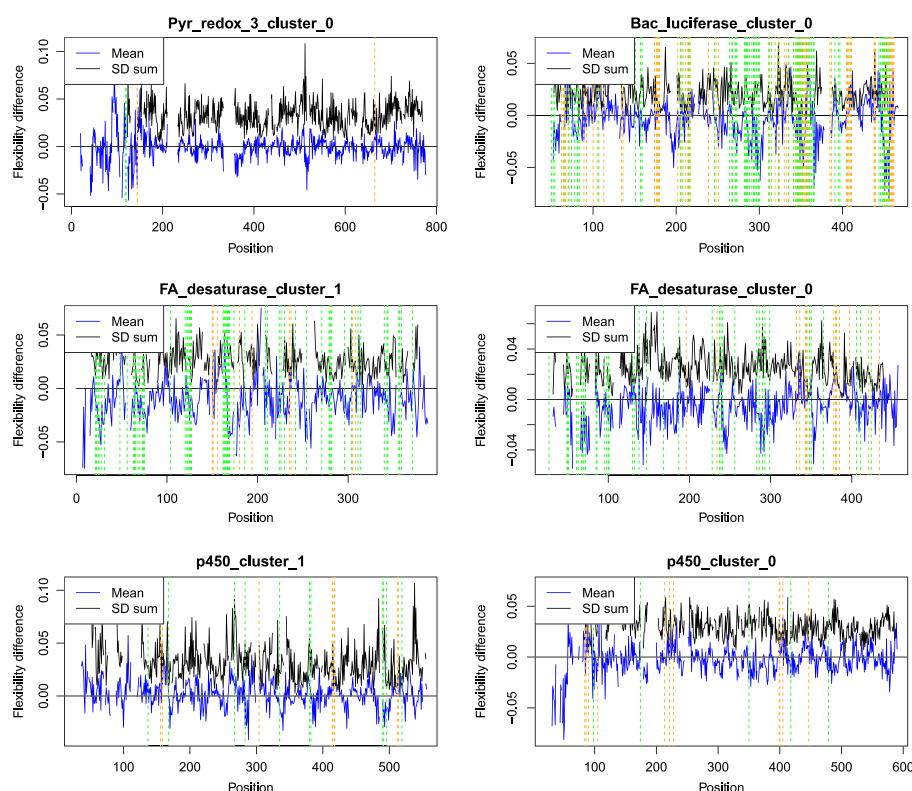 Pyr_redox_3_cluster_0
Mean
SD sum
Flexibility difference
−0.05 0.00 0.05 0.10
0 200 400 600 800
Position
Bac_luciferase_cluster_0
Mean
SD sum
Flexibility difference
−0.05 0.00 0.05
100 200 300 400
Position
FA_desaturase_cluster_1
Mean
SD sum
Flexibility difference
−0.05 0.00 0.05
0 100 200 300
Position
FA_desaturase_cluster_0
Mean
SD sum
Flexibility difference
−0.04 0.00 0.04
100 200 300 400
Position
p450_cluster_1
Mean
SD sum
Flexibility difference
0.00 0.05 0.10
100 200 300 400 500
Position
p450_cluster_0
Mean
SD sum
Flexibility difference
−0.05 0.00 0.05
100 200 300 400 500 600
Position